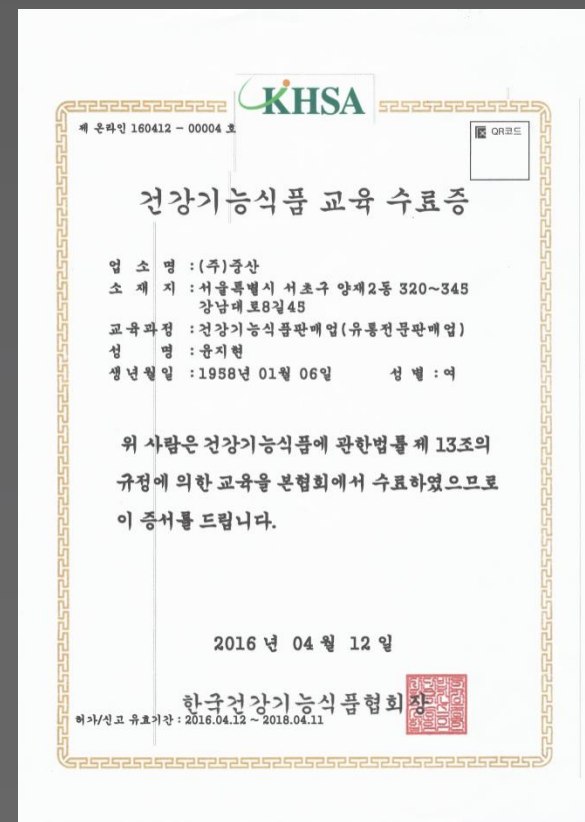 KHSA
제 온라인 160412 - 00004 호
QR코드
건강기능식품 교육 수료증
업 소 명 :(주)중산
소 재 지 :서울특별시 서초구 양재2동 320~345
강남대로8길45
교육과정 :건강기능식품판매업(유통전문판매업)
성 명 :윤지현
생년월일 :1958년 01월 06일 성 별 :여
위 사람은 건강기능식품에 관한법률 제 13조의
규정에 의한 교육을 본협회에서 수료하였으므로
이 증서를 드립니다.
2016 년 04 월 12 일
한국건강기능식품협회장
허가/신고 유효기간 : 2016.04.12 ~ 2018.04.11